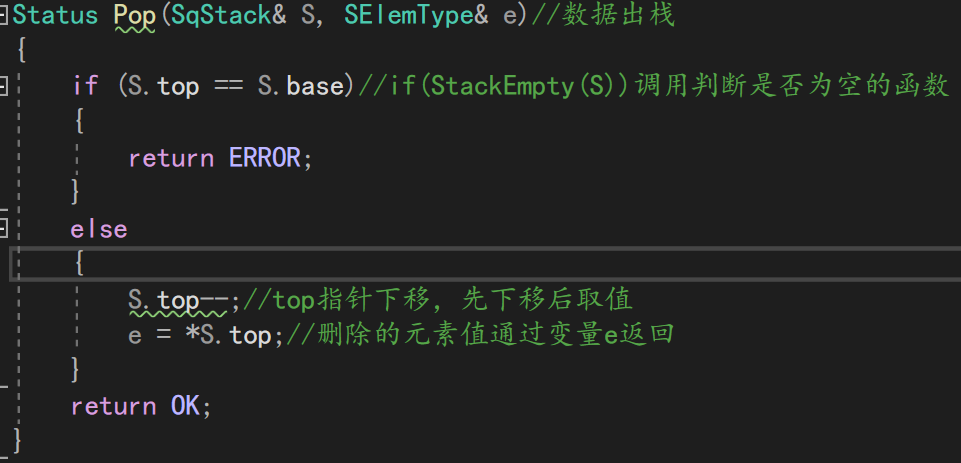 Status Pop(SqStack& S, SElemType& e)//数据出栈
{
if (S.top == S.base)//if(StackEmpty(S))调用判断是否为空的函数
{
return ERROR;
}
else
{
S.top--;//top指针下移，先下移后取值
e = *S.top;//删除的元素值通过变量e返回
}
return OK;
}